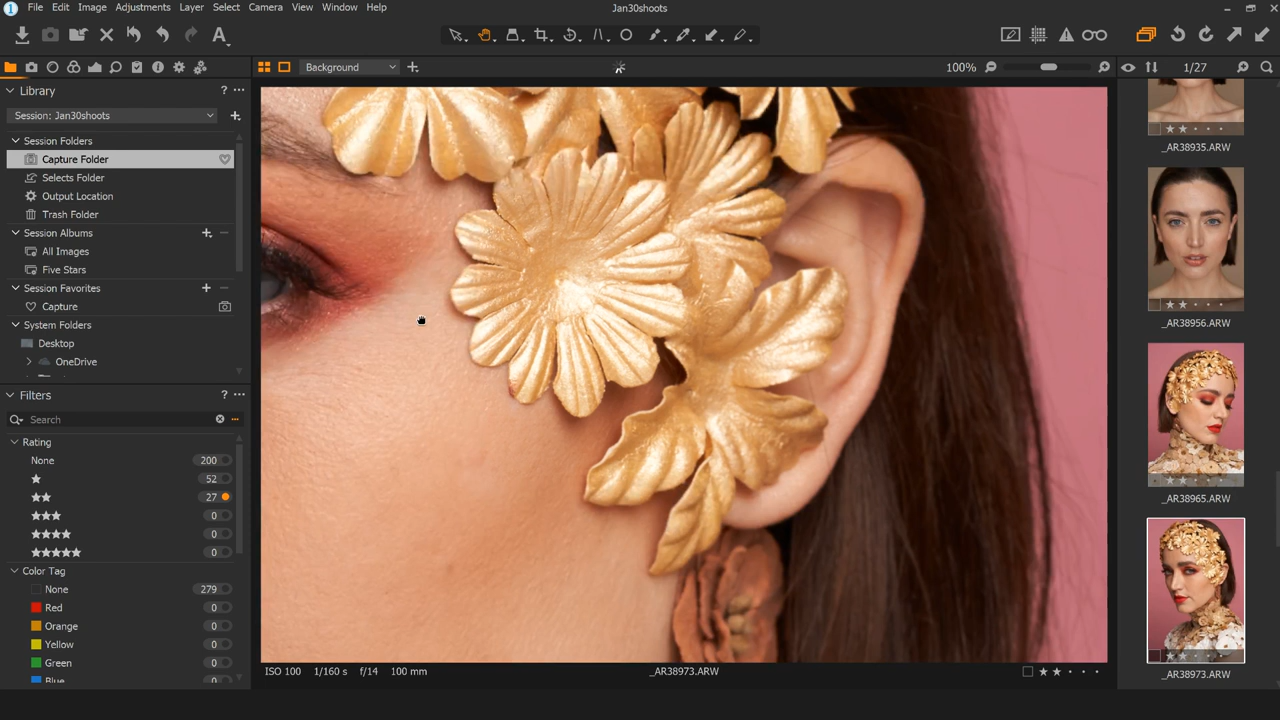 File Edit Image Adjustments Layer Select Camera View Window Help
Jan30shoots
Background
100%
1/27
Library
? ...
Session: Jan30shoots
Session Folders
Capture Folder
Selects Folder
Output Location
Trash Folder
Session Albums
All Images
Five Stars
Session Favorites
Capture
System Folders
Desktop
OneDrive
Filters
? ...
Search
Rating
None 200
52
27
0
0
0
Color Tag
None 279
Red 0
Orange 0
Yellow 0
Green 0
Blue 0
ISO 100 1/160 s f/14 100 mm
_AR38973.ARW
_AR38935.ARW
_AR38956.ARW
_AR38965.ARW
_AR38973.ARW